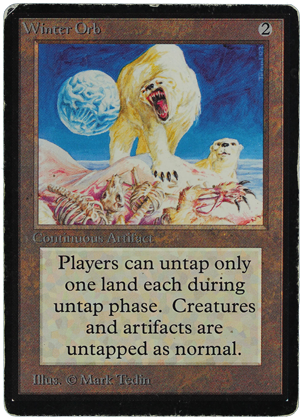 Winter Orb 2
Continuous Artifact
Players can untap only
one land each during
untap phase. Creatures
and artifacts are
untapped as normal.
Illus. © Mark Tedin